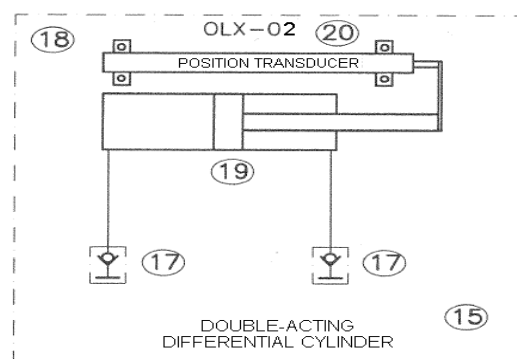 18
OLX-02
20
POSITION TRANSDUCER
19
17
17
15
DOUBLE-ACTING
DIFFERENTIAL CYLINDER